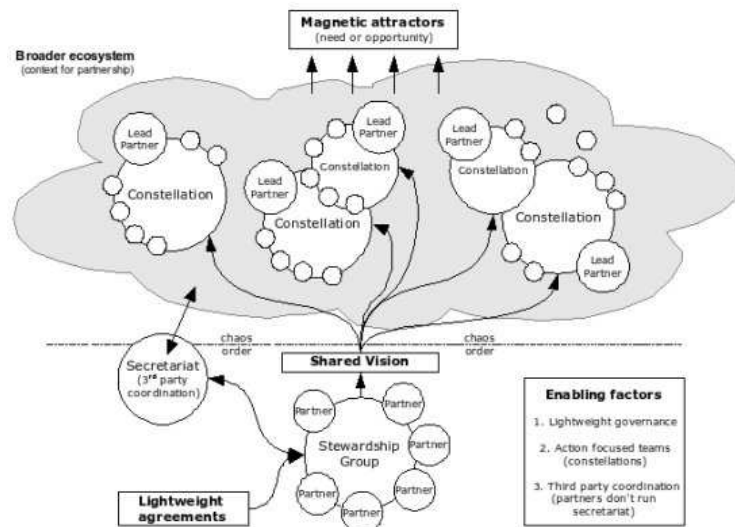 Magnetic attractors
(need or opportunity)
Broader ecosystem
(context for partnership)
Lead
Partner
Constellation
Lead
Partner
Constellation
Lead
Partner
Constellation
Lead
Partner
Constellation
Constellation
Lead
Partner
chaos
order
chaos
order
Shared Vision
Secretariat
(3rd party
coordination)
Partner
Partner
Partner
Partner
Partner
Partner
Partner
Stewardship
Group
Lightweight
agreements
Enabling factors
1. Lightweight governance
2. Action focused teams
(constellations)
3. Third party coordination
(partners don't run
secretariat)